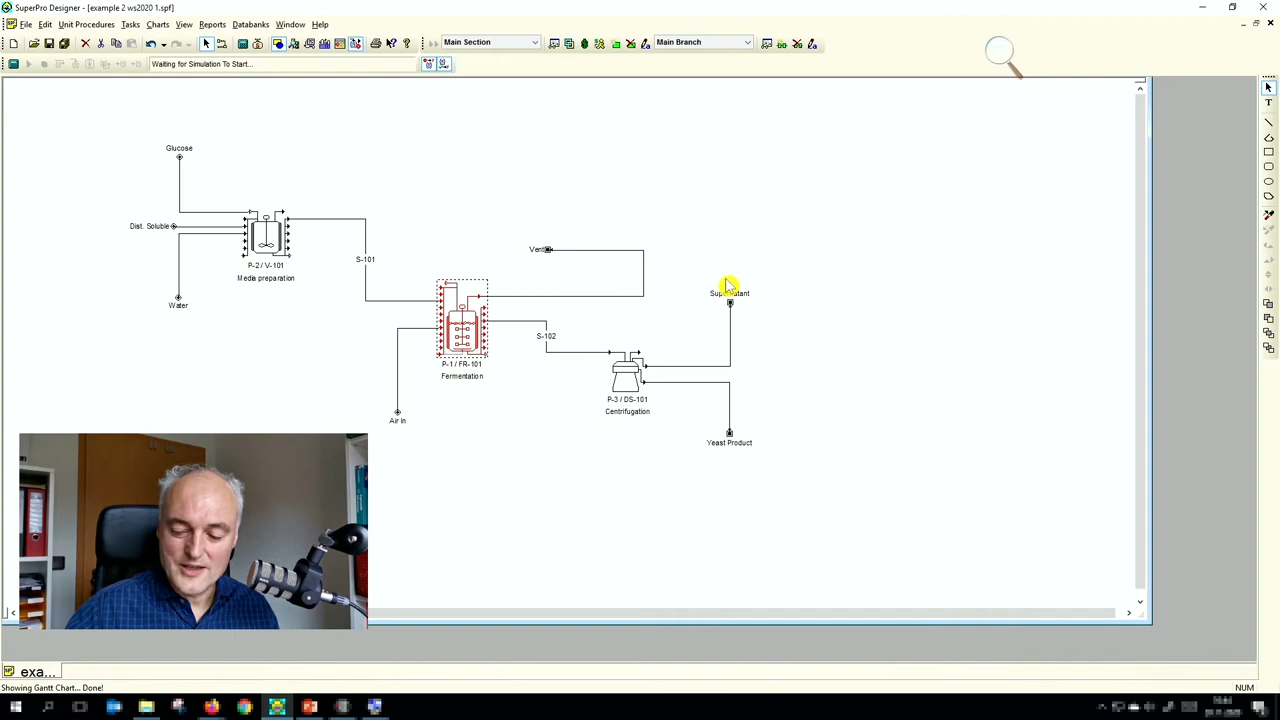 SuperPro Designer - [example 2 ws2020 1.spf]
File Edit Unit Procedures Tasks Charts View Reports Databanks Window Help
Main Section
Main Branch
Waiting for Simulation To Start...
Glucose
Dist. Soluble
P-2 / V-101
Media preparation
Water
S-101
Vent
P-1 / FR-101
Fermentation
Air In
S-102
P-3 / DS-101
Centrifugation
Yeast Product
exa...
Showing Gantt Chart... Done!
NUM